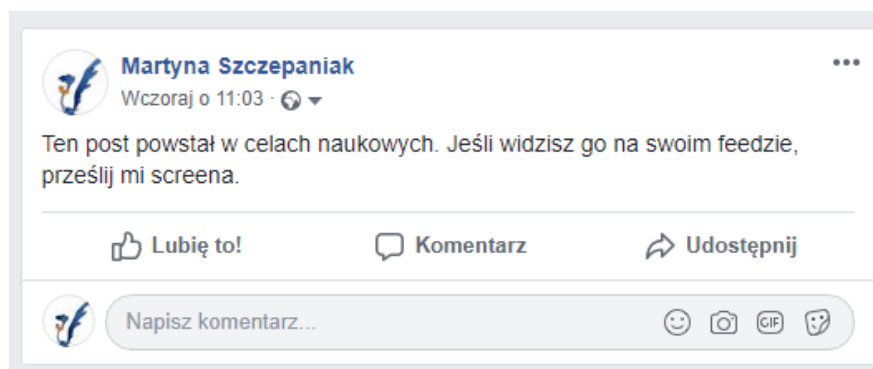 Martyna Szczepaniak
Wczoraj o 11:03 ·
Ten post powstał w celach naukowych. Jeśli widzisz go na swoim feedzie,
prześlij mi screena.
Lubię to! Komentarz Udostępnij
Napisz komentarz... GIF